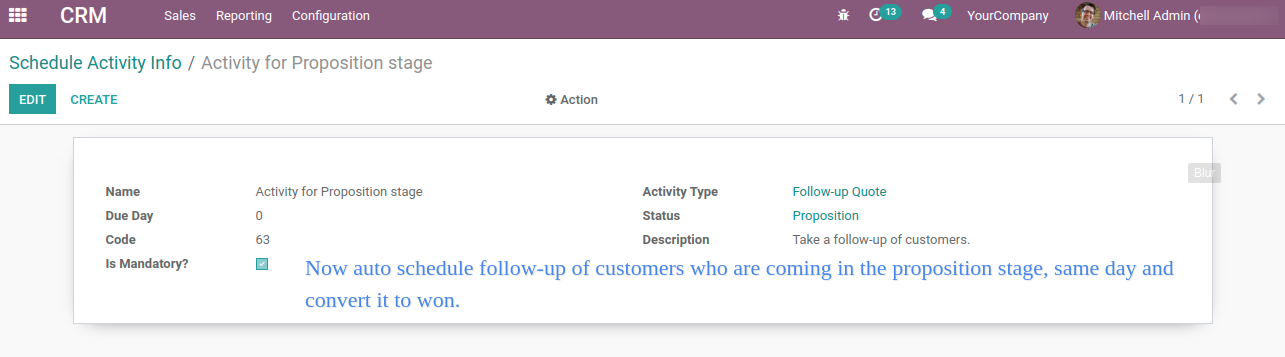 CRM Sales Reporting Configuration 13 4 YourCompany Mitchell Admin (
Schedule Activity Info / Activity for Proposition stage
EDIT CREATE Action 1 / 1
Blur
Name Activity for Proposition stage Activity Type Follow-up Quote
Due Day 0 Status Proposition
Code 63 Description Take a follow-up of customers.
Is Mandatory?
Now auto schedule follow-up of customers who are coming in the proposition stage, same day and
convert it to won.